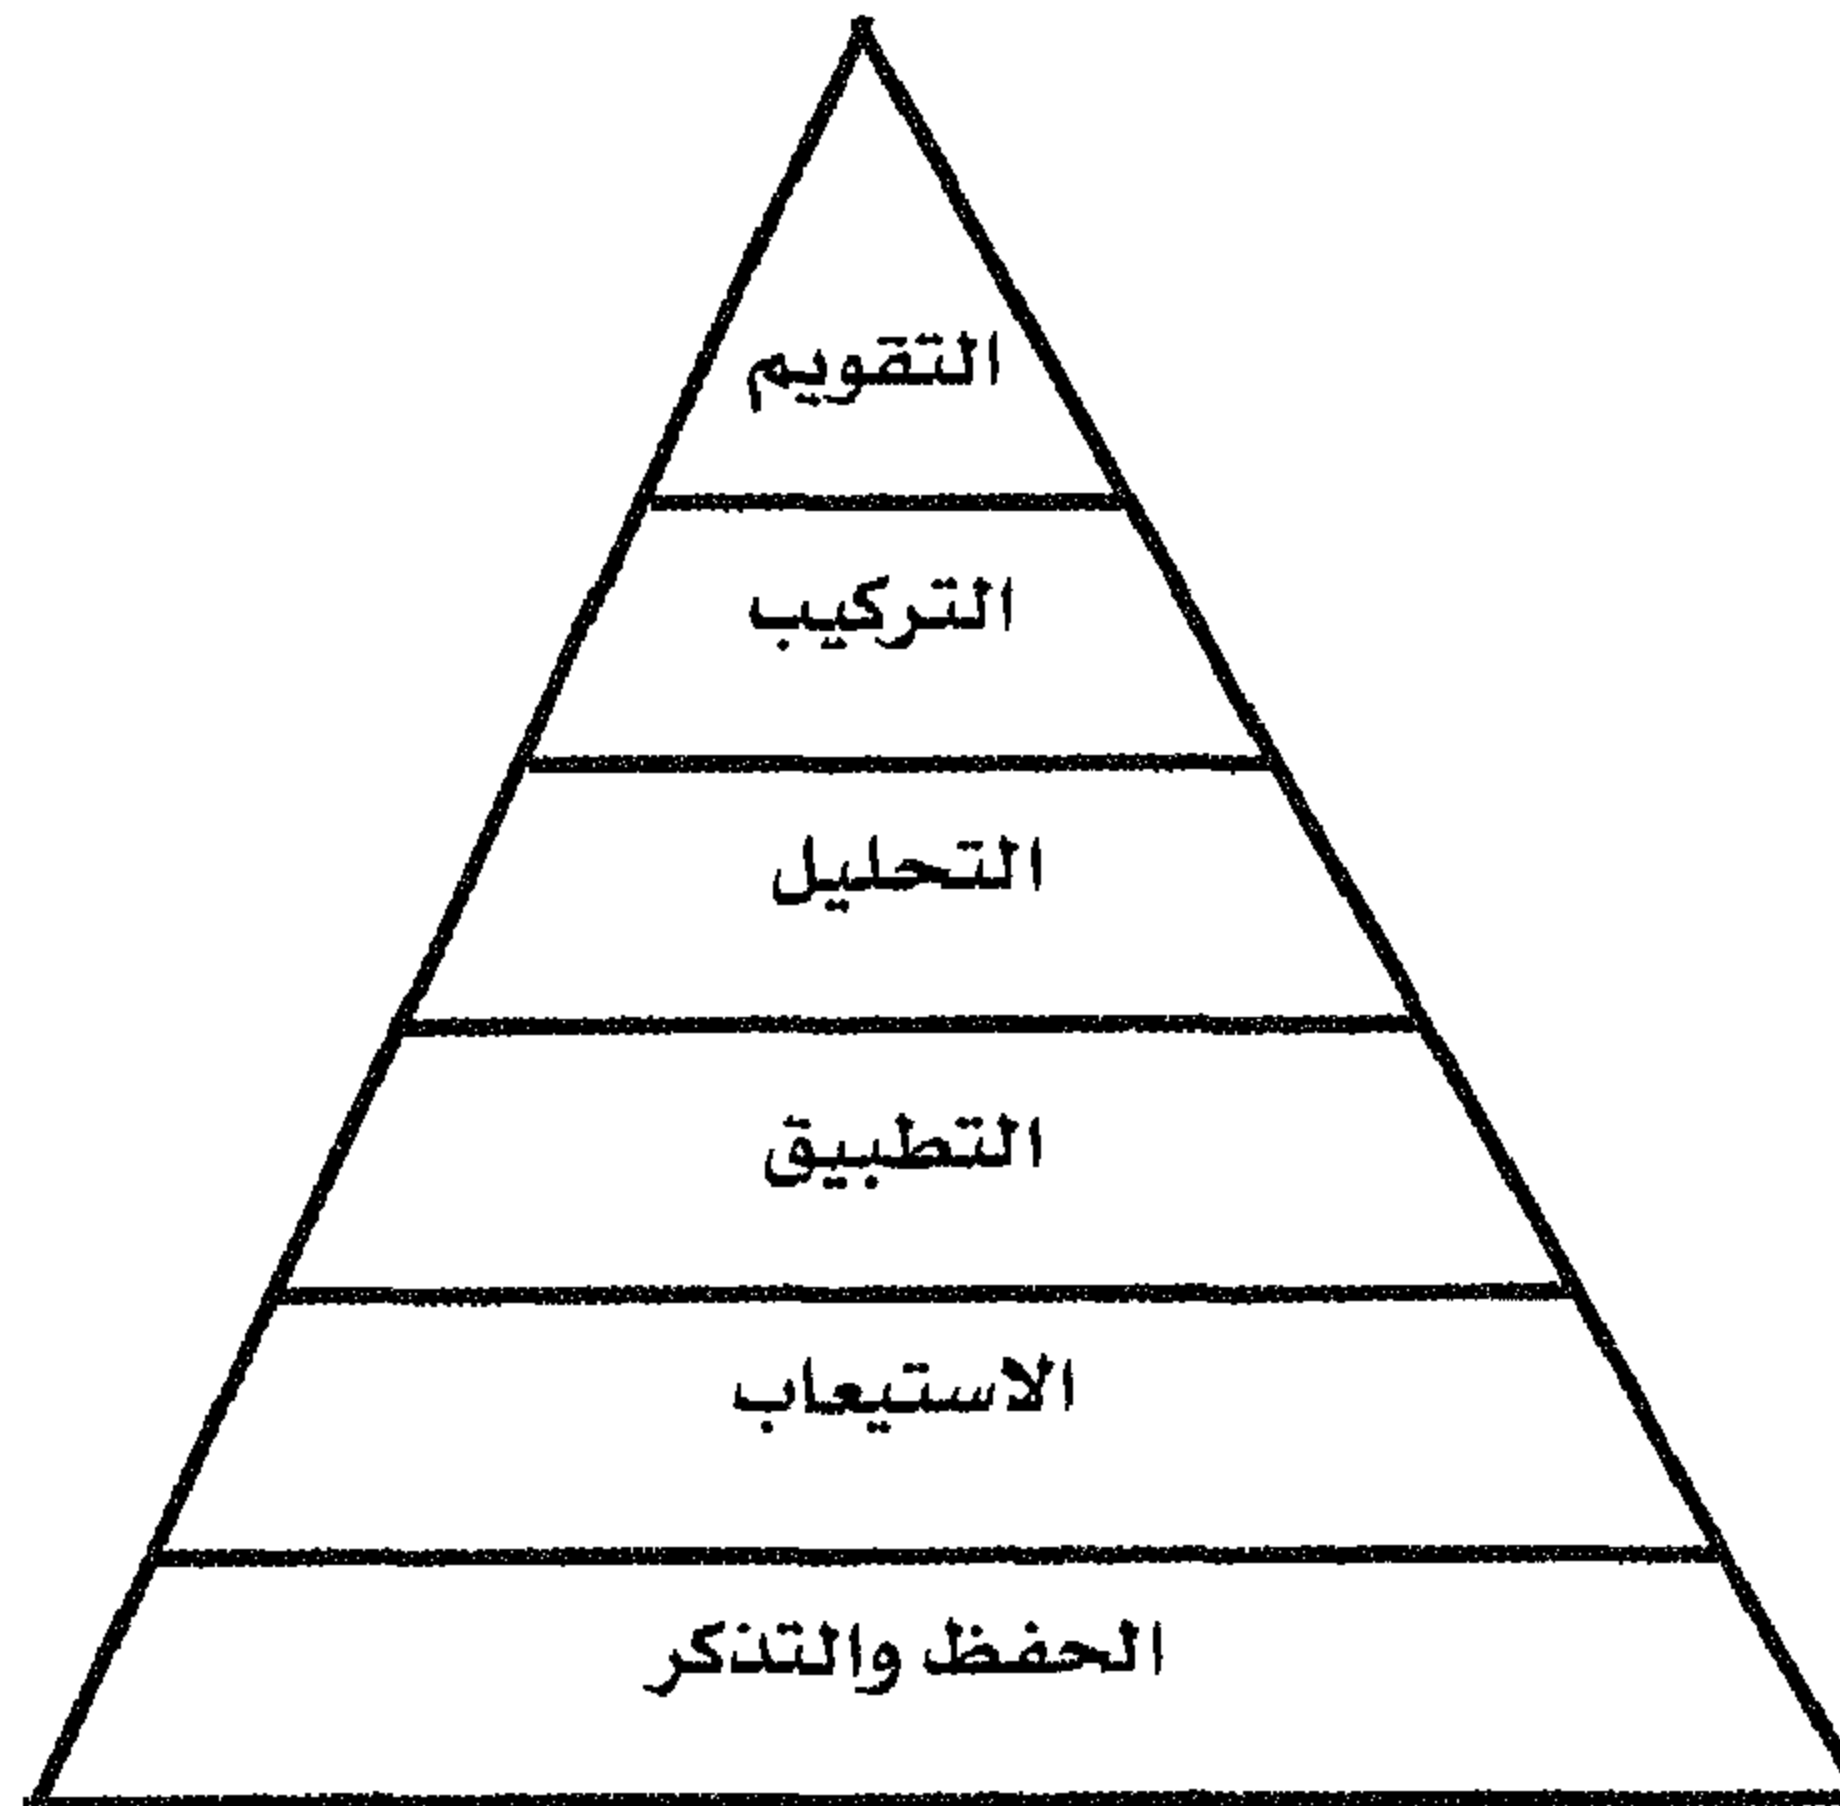 التقويم
التركيب
التحليل
التطبيق
الاستيعاب
الحفظ والتذكر